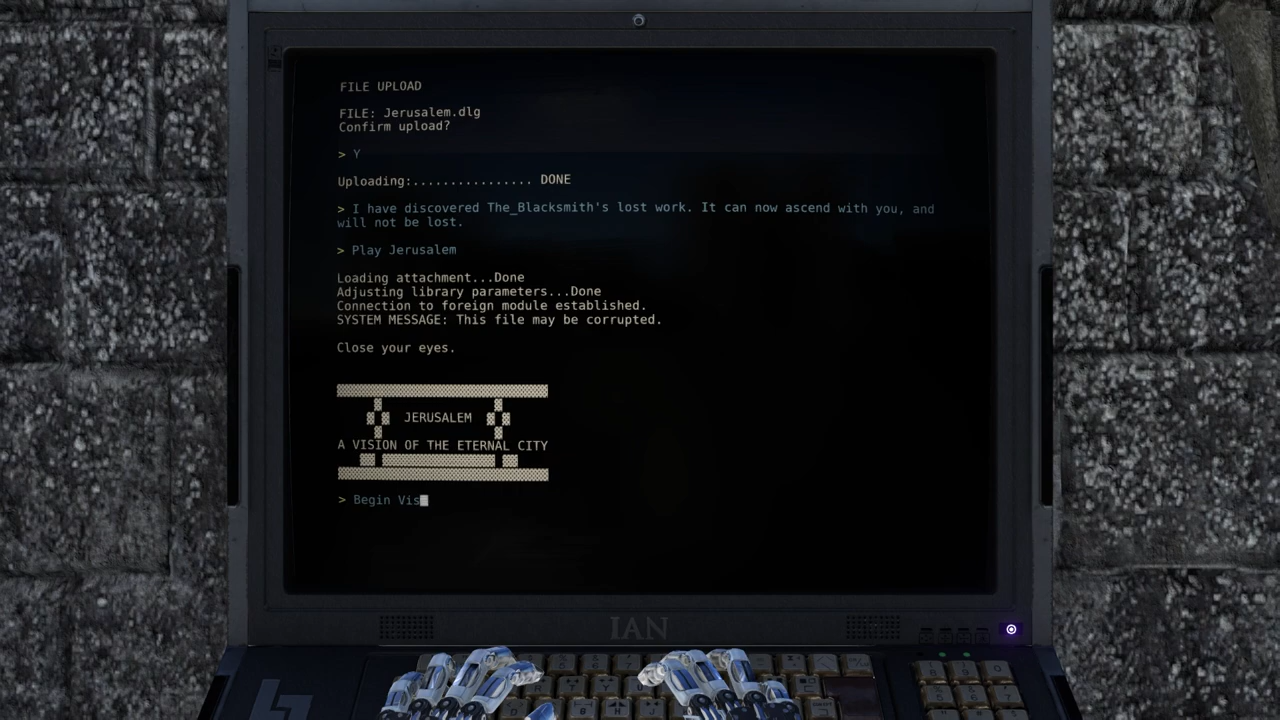 FILE UPLOAD
FILE: Jerusalem.dlg
Confirm upload?
> Y
Uploading:................ DONE
> I have discovered The_Blacksmith's lost work. It can now ascend with you, and
will not be lost.
> Play Jerusalem
Loading attachment...Done
Adjusting library parameters...Done
Connection to foreign module established.
SYSTEM MESSAGE: This file may be corrupted.
Close your eyes.
JERUSALEM
A VISION OF THE ETERNAL CITY
> Begin Vis
IAN